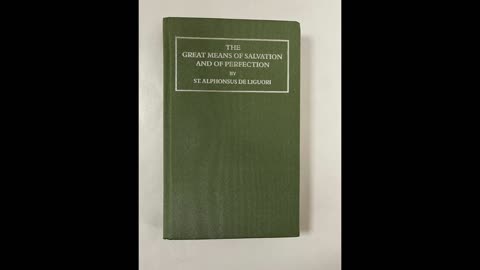 THE
GREAT MEANS OF SALVATION
AND OF PERFECTION
BY
ST. ALPHONSUS DE LIGUORI